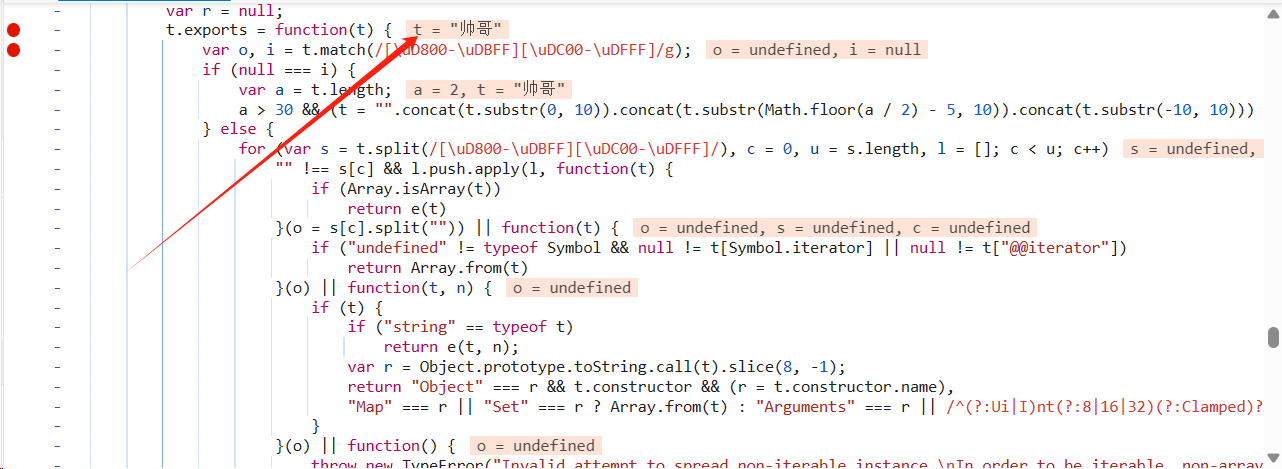 var r = null;
t.exports = function(t) { t = "帅哥"
var o, i = t.match(/[\uD800-\uDBFF][\uDC00-\uDFFF]/g); o = undefined, i = null
if (null === i) {
var a = t.length; a = 2, t = "帅哥"
a > 30 && (t = "".concat(t.substr(0, 10)).concat(t.substr(Math.floor(a / 2) - 5, 10)).concat(t.substr(-10, 10)))
} else {
for (var s = t.split(/[\uD800-\uDBFF][\uDC00-\uDFFF]/), c = 0, u = s.length, l = []; c < u; c++) s = undefined,
"" !== s[c] && l.push.apply(l, function(t) {
if (Array.isArray(t))
return e(t)
}(o = s[c].split("")) || function(t) { o = undefined, s = undefined, c = undefined
if ("undefined" != typeof Symbol && null != t[Symbol.iterator] || null != t["@@iterator"])
return Array.from(t)
}(o) || function(t, n) { o = undefined
if (t) {
if ("string" == typeof t)
return e(t, n);
var r = Object.prototype.toString.call(t).slice(8, -1);
return "Object" === r && t.constructor && (r = t.constructor.name),
"Map" === r || "Set" === r ? Array.from(t) : "Arguments" === r || /^(?:Ui|I)nt(?:8|16|32)(?:Clamped)?
}
}(o) || function() { o = undefined
throw new TypeError("Invalid attempt to spread non-iterable instance.\nIn order to be iterable, non-array